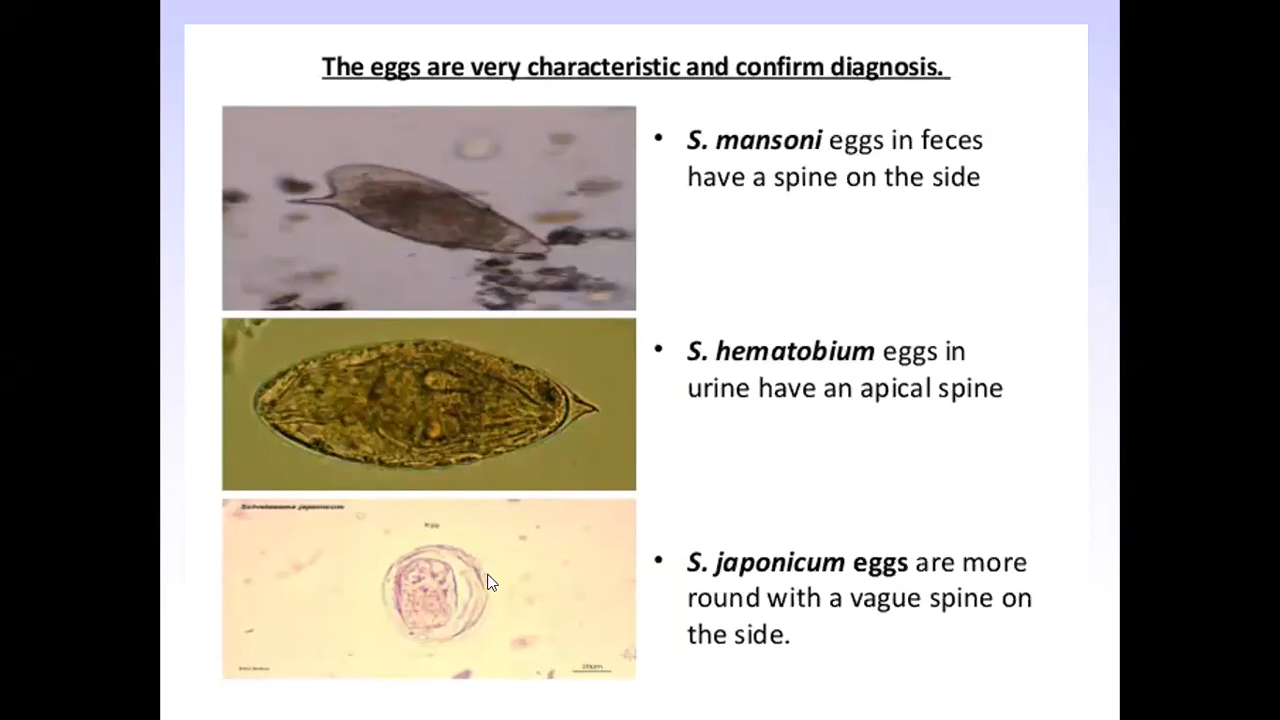 The eggs are very characteristic and confirm diagnosis.
• S. mansoni eggs in feces
have a spine on the side
• S. hematobium eggs in
urine have an apical spine
Schistosoma japonicum
• S. japonicum eggs are more
round with a vague spine on
the side.